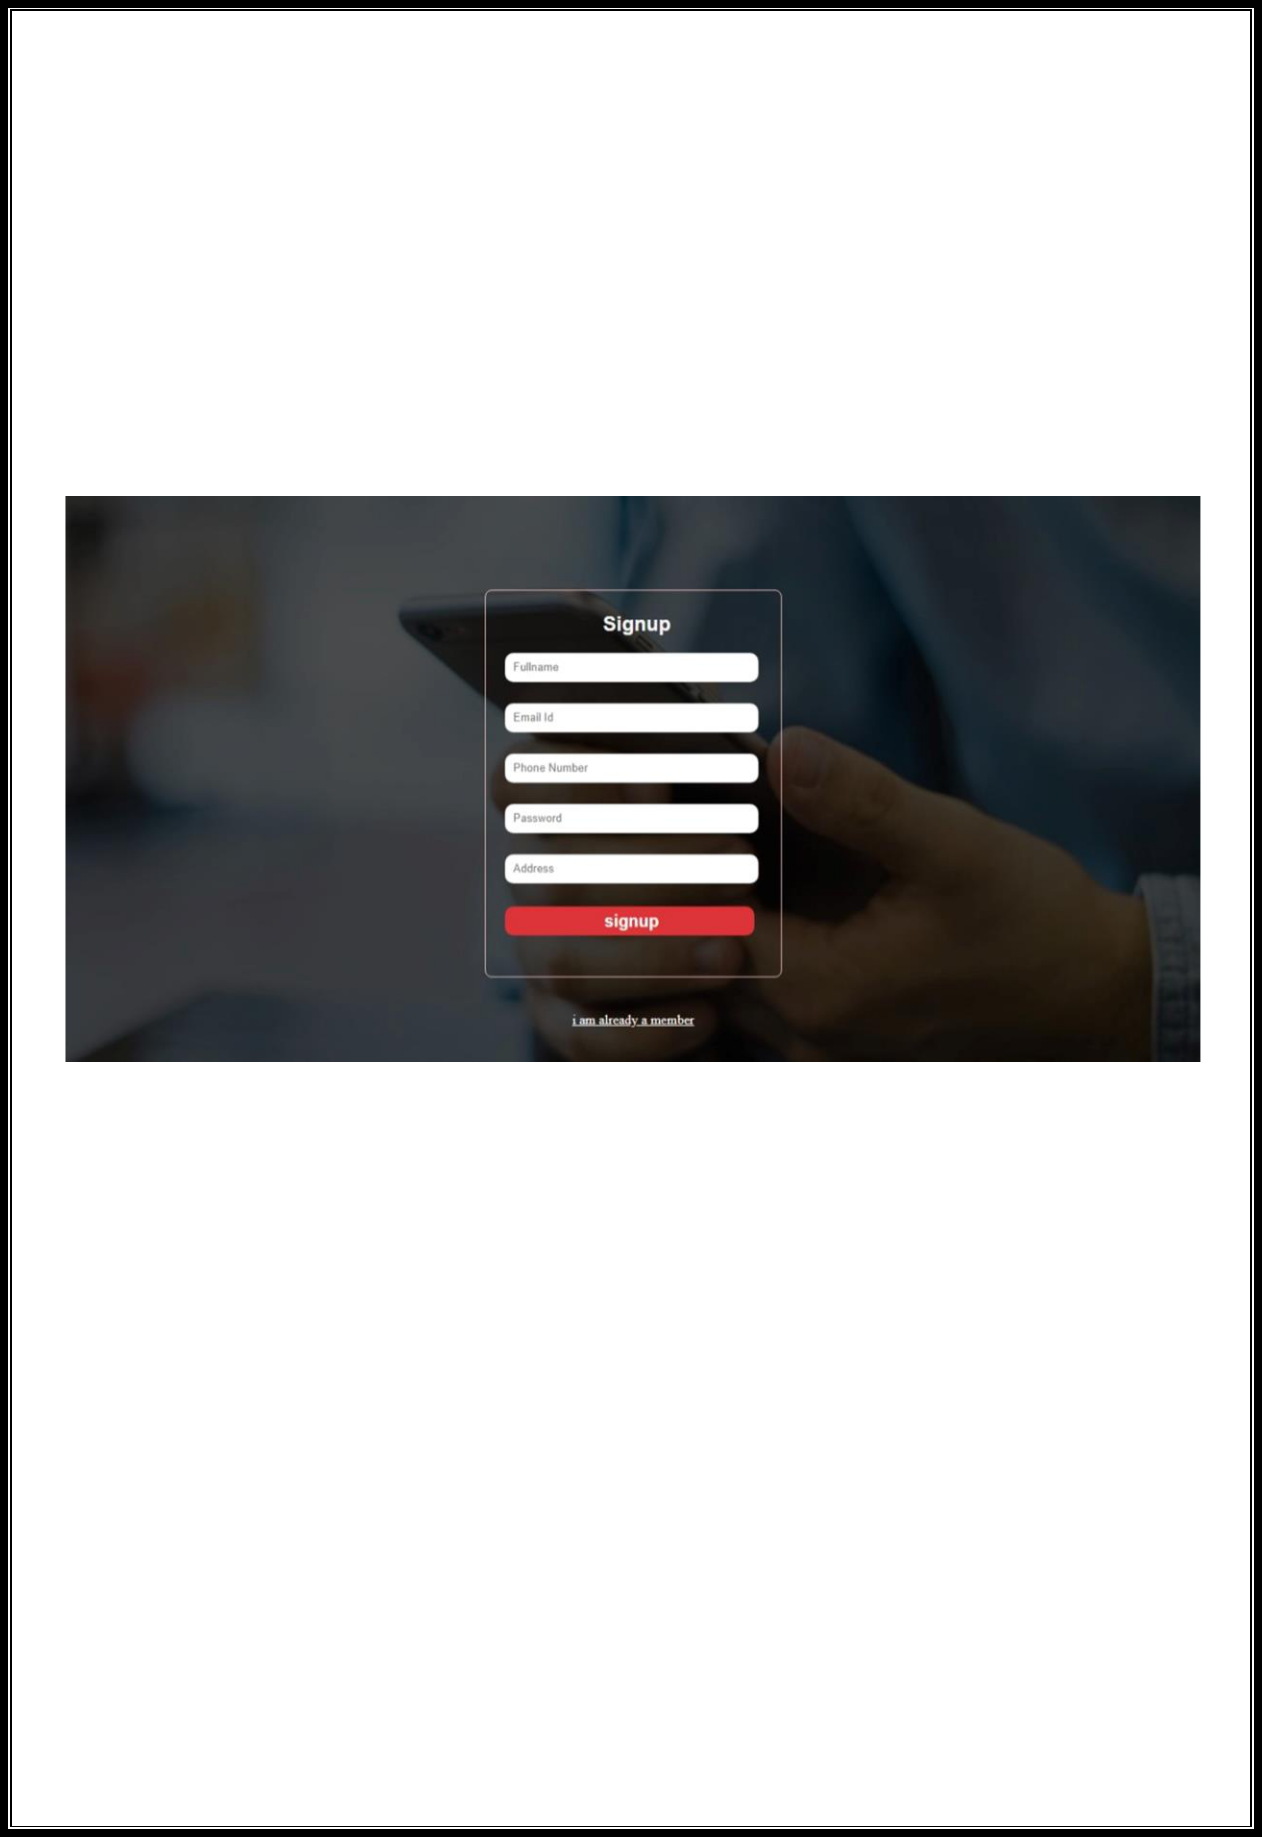 Signup
Fullname
Email Id
Phone Number
Password
Address
signup
i am already a member